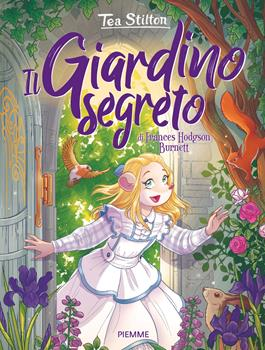 Tea Stilton
Il Giardino
segreto
di Frances Hodgson
Burnett
PIEMME